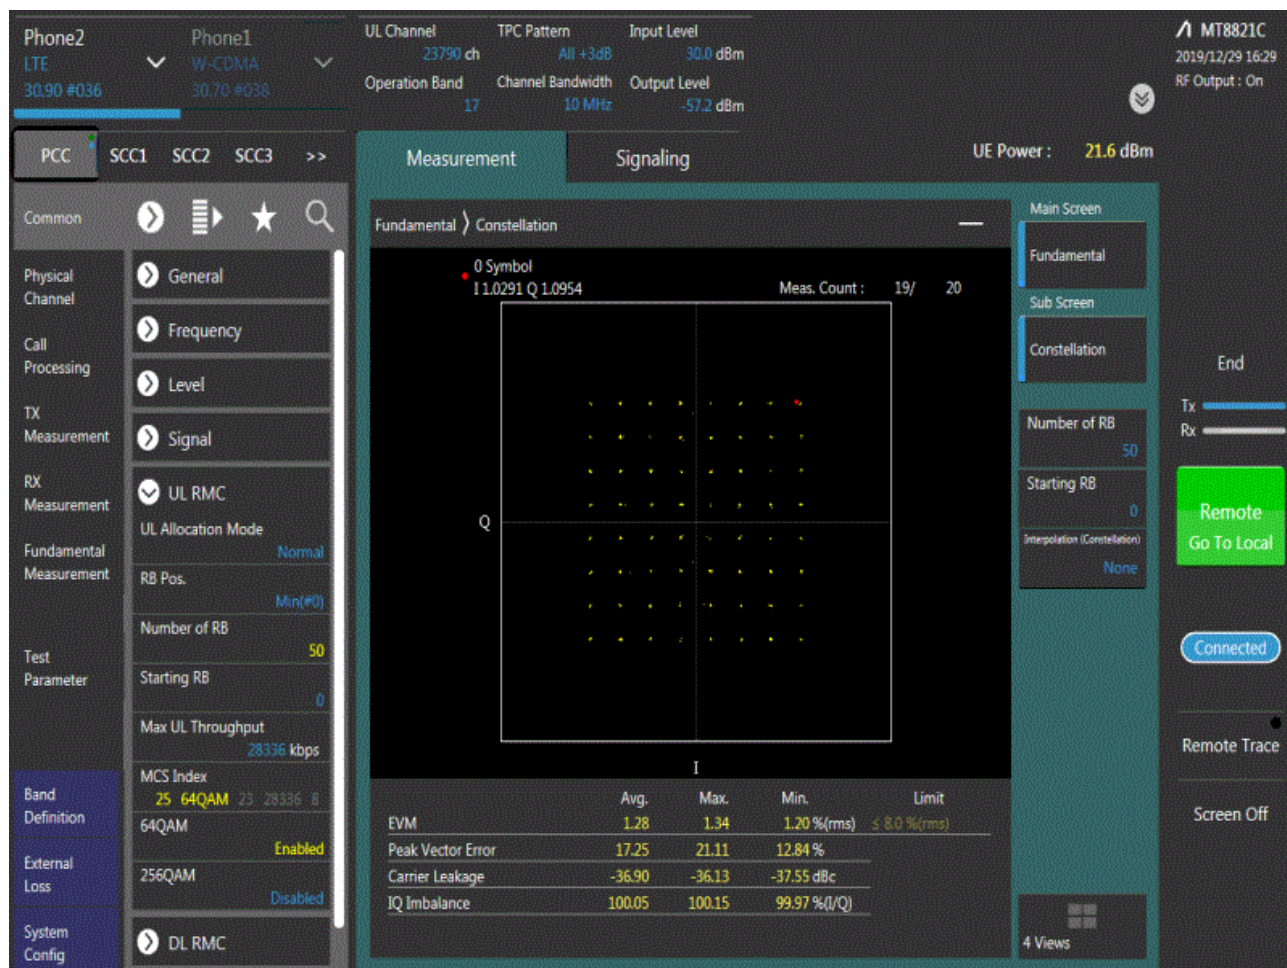 Phone2
LTE
30.90 #036
Phone1
W-CDMA
30.70 #038
UL Channel
23790 ch
TPC Pattern
All +3dB
Input Level
30.0 dBm
Operation Band
17
Channel Bandwidth
10 MHz
Output Level
-57.2 dBm
MT8821C
2019/12/29 16:29
RF Output : On
PCC SCC1 SCC2 SCC3 >>
Measurement
Signaling
UE Power : 21.6 dBm
Common
Physical
Channel
Call
Processing
TX
Measurement
RX
Measurement
Fundamental
Measurement
Test
Parameter
Band
Definition
External
Loss
System
Config
General
Frequency
Level
Signal
UL RMC
UL Allocation Mode
Normal
RB Pos.
Min(#0)
Number of RB
50
Starting RB
0
Max UL Throughput
28336 kbps
MCS Index
25 64QAM 23 28336 8
64QAM
Enabled
256QAM
Disabled
DL RMC
Fundamental 〉 Constellation
0 Symbol
I 1.0291 Q 1.0954
Meas. Count : 19/ 20
Q
I
Avg. Max. Min. Limit
EVM 1.28 1.34 1.20 %(rms) ≤ 8.0 %(rms)
Peak Vector Error 17.25 21.11 12.84 %
Carrier Leakage -36.90 -36.13 -37.55 dBc
IQ Imbalance 100.05 100.15 99.97 %(I/Q)
Main Screen
Fundamental
Sub Screen
Constellation
Number of RB
50
Starting RB
0
Interpolation (Constellation)
None
4 Views
End
Tx
Rx
Remote
Go To Local
Connected
Remote Trace
Screen Off